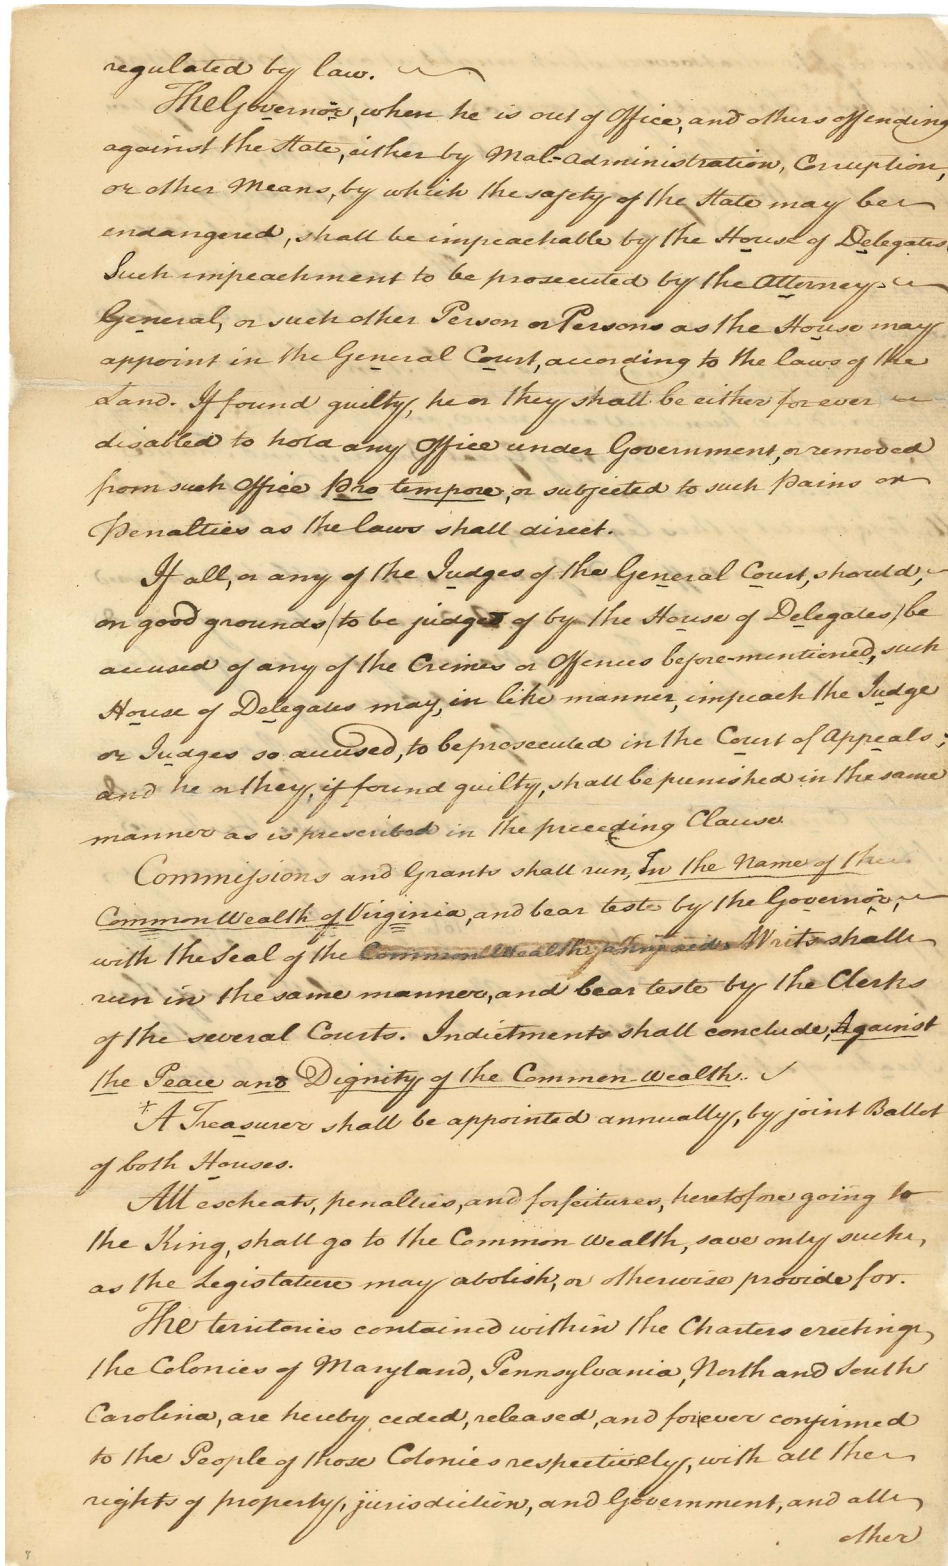 regulated by law.
The Governor, when he is out of Office, and others offending
against the State, either by Mal-administration, Corruption,
or other Means, by which the safety of the State may be
endangered, shall be impeachable by the House of Delegates.
Such impeachment to be prosecuted by the Attorney
General, or such other Person or Persons as the House may
appoint in the General Court, according to the laws of the
Land. If found guilty, he or they shall be either for ever
disabled to hold any Office under Government, or removed
from such Office Pro tempore, or subjected to such Pains or
Penalties as the laws shall direct.
If all, or any of the Judges of the General Court, should,
on good grounds (to be judged of by the House of Delegates) be
accused of any of the Crimes or Offences before-mentioned, such
House of Delegates may, in like manner, impeach the Judge
or Judges so accused, to be prosecuted in the Court of Appeals;
and he or they, if found guilty, shall be punished in the same
manner as is prescribed in the preceding Clause.
Commissions and Grants shall run, In the Name of the
Common Wealth of Virginia, and bear teste by the Governor,
with the Seal of the Common Wealth annexed. Writs shall
run in the same manner, and bear teste by the Clerks
of the several Courts. Indictments shall conclude, Against
the Peace and Dignity of the Common-wealth.
+ A Treasurer shall be appointed annually, by joint Ballot
of both Houses.
All escheats, penalties, and forfeitures, heretofore going to
the King, shall go to the Common Wealth, save only such,
as the Legislature may abolish, or otherwise provide for.
The territories contained within the Charters erecting
the Colonies of Maryland, Pennsylvania, North and South
Carolina, are hereby ceded, released, and forever confirmed
to the People of those Colonies respectively, with all the
rights of property, jurisdiction, and Government, and all
other